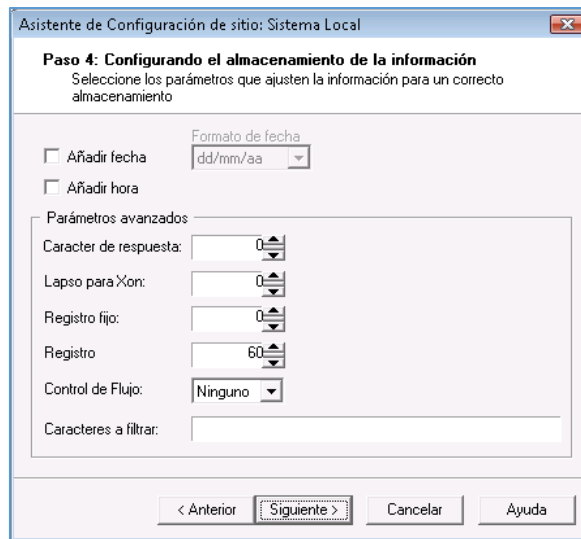 Asistente de Configuración de sitio: Sistema Local
Paso 4: Configurando el almacenamiento de la información
Seleccione los parámetros que ajusten la información para un correcto
almacenamiento
Formato de fecha
Añadir fecha dd/mm/aa
Añadir hora
Parámetros avanzados
Caracter de respuesta: 0
Lapso para Xon: 0
Registro fijo: 0
Registro 60
Control de Flujo: Ninguno
Caracteres a filtrar:
< Anterior Siguiente > Cancelar Ayuda